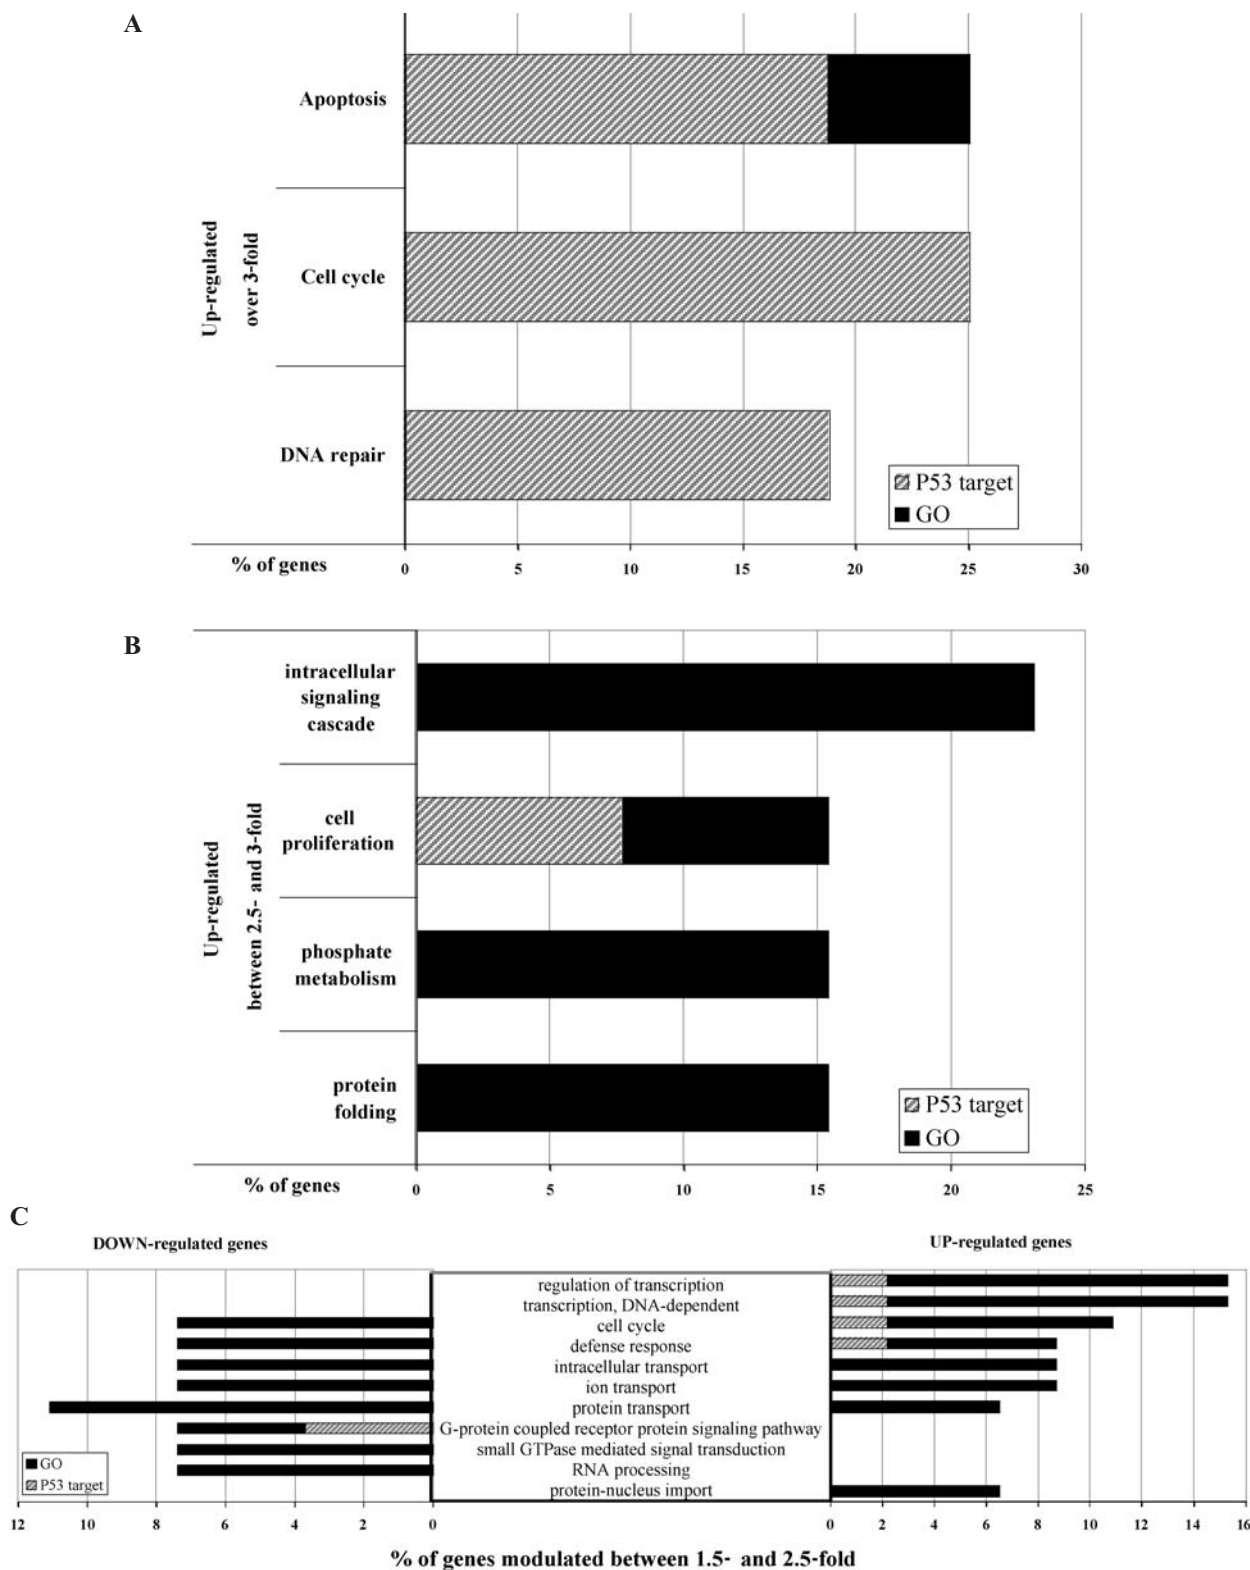 A
Apoptosis
Cell cycle
DNA repair
Up-regulated
over 3-fold
P53 target
GO
% of genes
0 5 10 15 20 25 30
B
intracellular
signaling
cascade
cell
proliferation
phosphate
metabolism
protein
folding
Up-regulated
between 2.5- and 3-fold
P53 target
GO
% of genes
0 5 10 15 20 25
C
DOWN-regulated genes
UP-regulated genes
regulation of transcription
transcription, DNA-dependent
cell cycle
defense response
intracellular transport
ion transport
protein transport
G-protein coupled receptor protein signaling pathway
small GTPase mediated signal transduction
RNA processing
protein-nucleus import
GO
P53 target
12 10 8 6 4 2 0
0 2 4 6 8 10 12 14 16
% of genes modulated between 1.5- and 2.5-fold